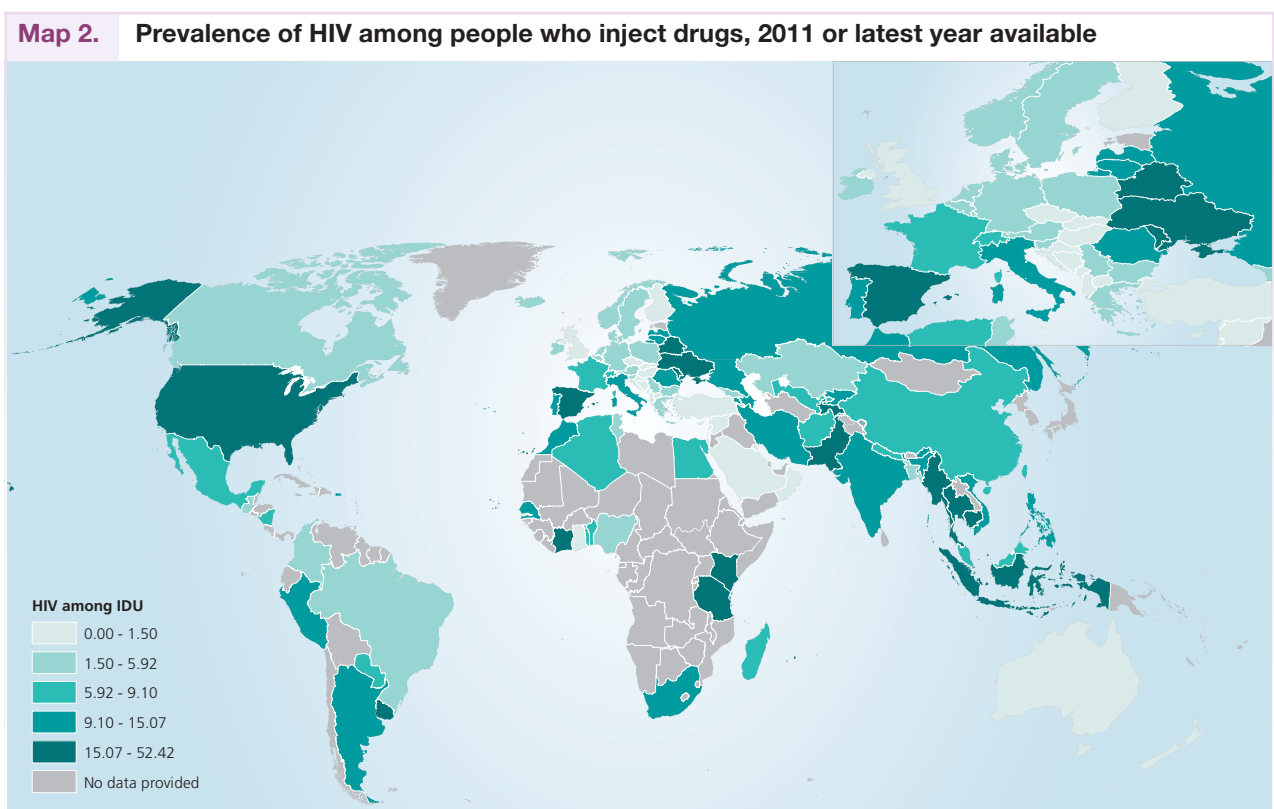 Map 2. Prevalence of HIV among people who inject drugs, 2011 or latest year available
HIV among IDU
0.00 - 1.50
1.50 - 5.92
5.92 - 9.10
9.10 - 15.07
15.07 - 52.42
No data provided